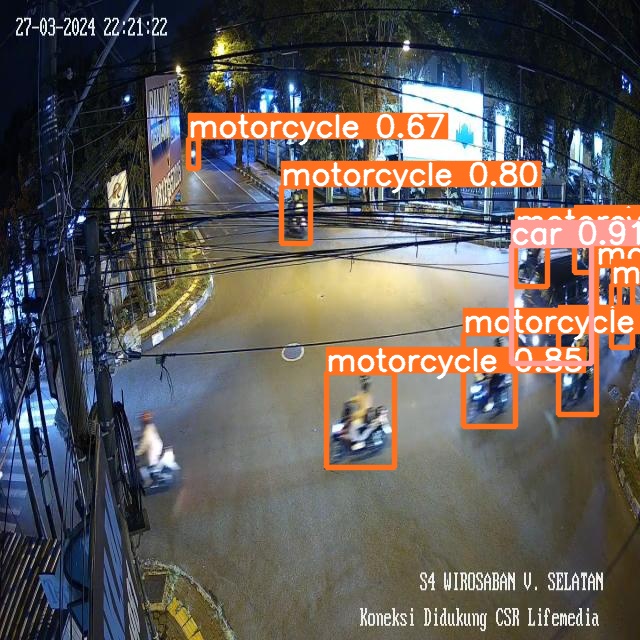 27-03-2024 22:21:22
motorcycle 0.67
motorcycle 0.80
car 0.91
motorcycle
motorcycle 0.85
S4 WIROSABAN V. SELATAN
Koneksi Didukung CSR Lifemedia